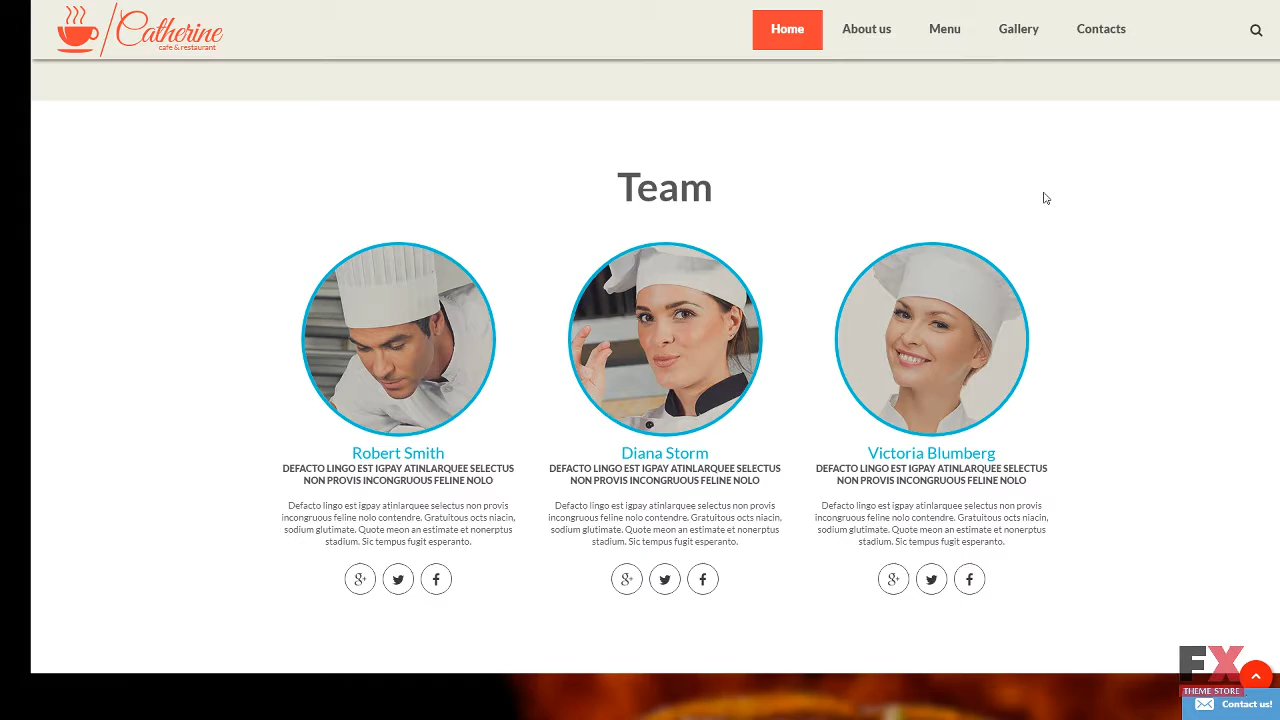 Catherine
cafe & restaurant
Home About us Menu Gallery Contacts
Team
Robert Smith
DEFACTO LINGO EST IGPAY ATINLARQUEE SELECTUS
NON PROVIS INCONGRUOUS FELINE NOLO
Defacto lingo est igpay atinlarquee selectus non provis
incongruous feline nolo contendre. Gratuitous octs niacin,
sodium glutimate. Quote meon an estimate et nonerptus
stadium. Sic tempus fugit esperanto.
Diana Storm
DEFACTO LINGO EST IGPAY ATINLARQUEE SELECTUS
NON PROVIS INCONGRUOUS FELINE NOLO
Defacto lingo est igpay atinlarquee selectus non provis
incongruous feline nolo contendre. Gratuitous octs niacin,
sodium glutimate. Quote meon an estimate et nonerptus
stadium. Sic tempus fugit esperanto.
Victoria Blumberg
DEFACTO LINGO EST IGPAY ATINLARQUEE SELECTUS
NON PROVIS INCONGRUOUS FELINE NOLO
Defacto lingo est igpay atinlarquee selectus non provis
incongruous feline nolo contendre. Gratuitous octs niacin,
sodium glutimate. Quote meon an estimate et nonerptus
stadium. Sic tempus fugit esperanto.
FX
THEME STORE
Contact us!